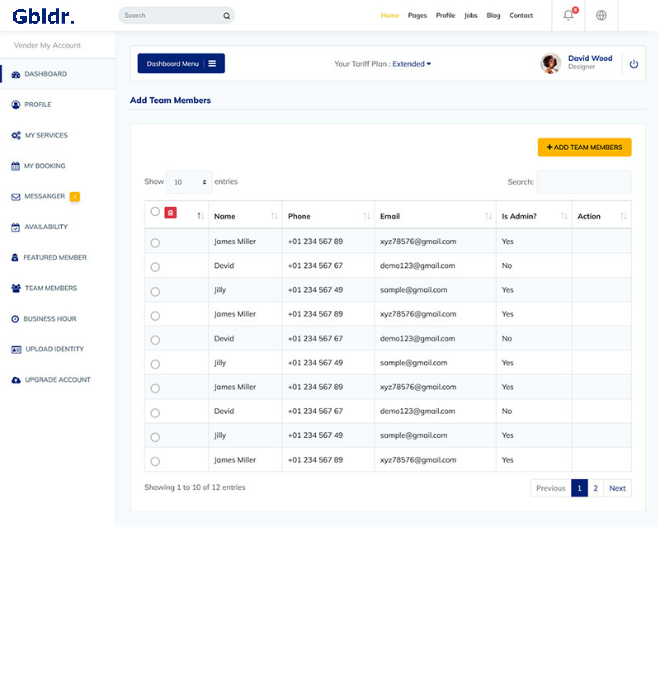 Gbldr.
Search
Home Pages Profile Jobs Blog Contact
Vender My Account
DASHBOARD
PROFILE
MY SERVICES
MY BOOKING
MESSANGER
AVAILABILITY
FEATURED MEMBER
TEAM MEMBERS
BUSINESS HOUR
UPLOAD IDENTITY
UPGRADE ACCOUNT
Dashboard Menu
Your Tariff Plan : Extended
David Wood
Designer
Add Team Members
+ ADD TEAM MEMBERS
Show 10 entries
Search:
Name Phone Email Is Admin? Action
James Miller +01 234 567 89 xyz78576@gmail.com Yes
Devid +01 234 567 67 demo123@gmail.com No
Jilly +01 234 567 49 sample@gmail.com Yes
James Miller +01 234 567 89 xyz78576@gmail.com Yes
Devid +01 234 567 67 demo123@gmail.com No
Jilly +01 234 567 49 sample@gmail.com Yes
James Miller +01 234 567 89 xyz78576@gmail.com Yes
Devid +01 234 567 67 demo123@gmail.com No
Jilly +01 234 567 49 sample@gmail.com Yes
James Miller +01 234 567 89 xyz78576@gmail.com Yes
Showing 1 to 10 of 12 entries
Previous 1 2 Next